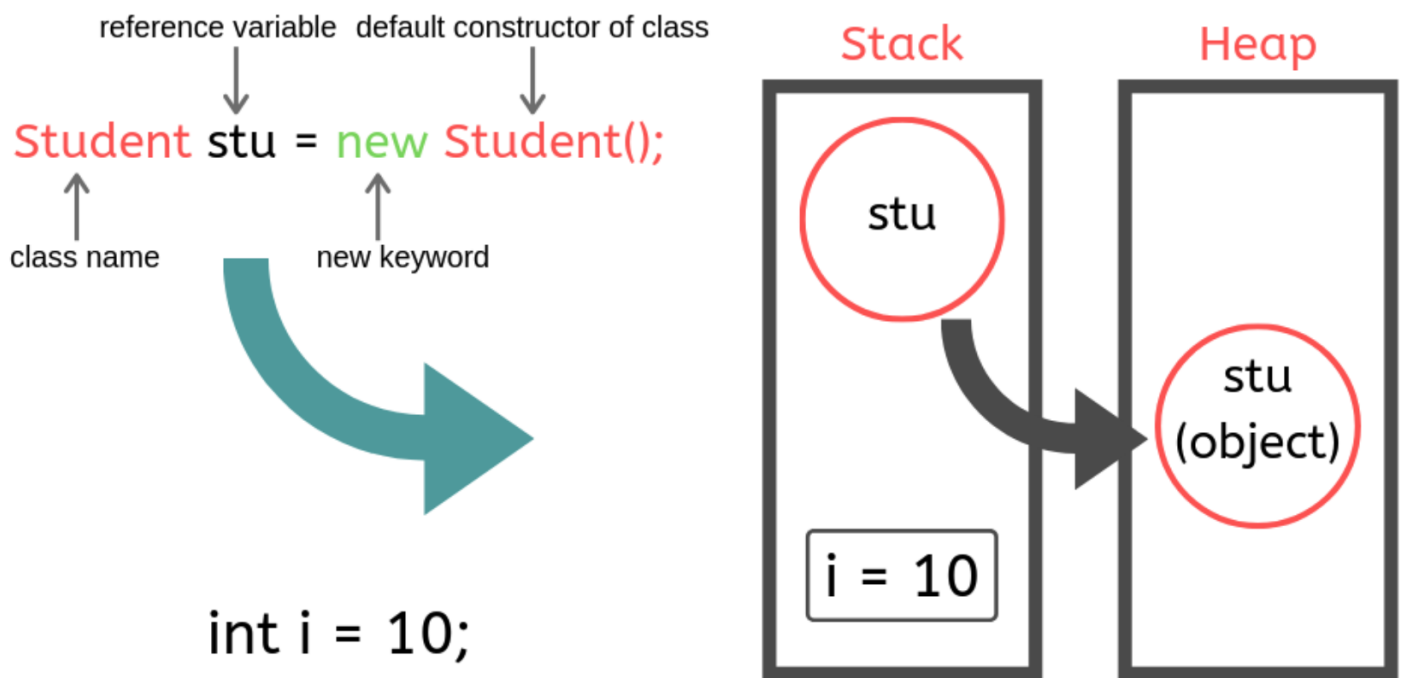 reference variable default constructor of class
Student stu = new Student();
class name new keyword
int i = 10;
Stack
stu
i = 10
Heap
stu
(object)